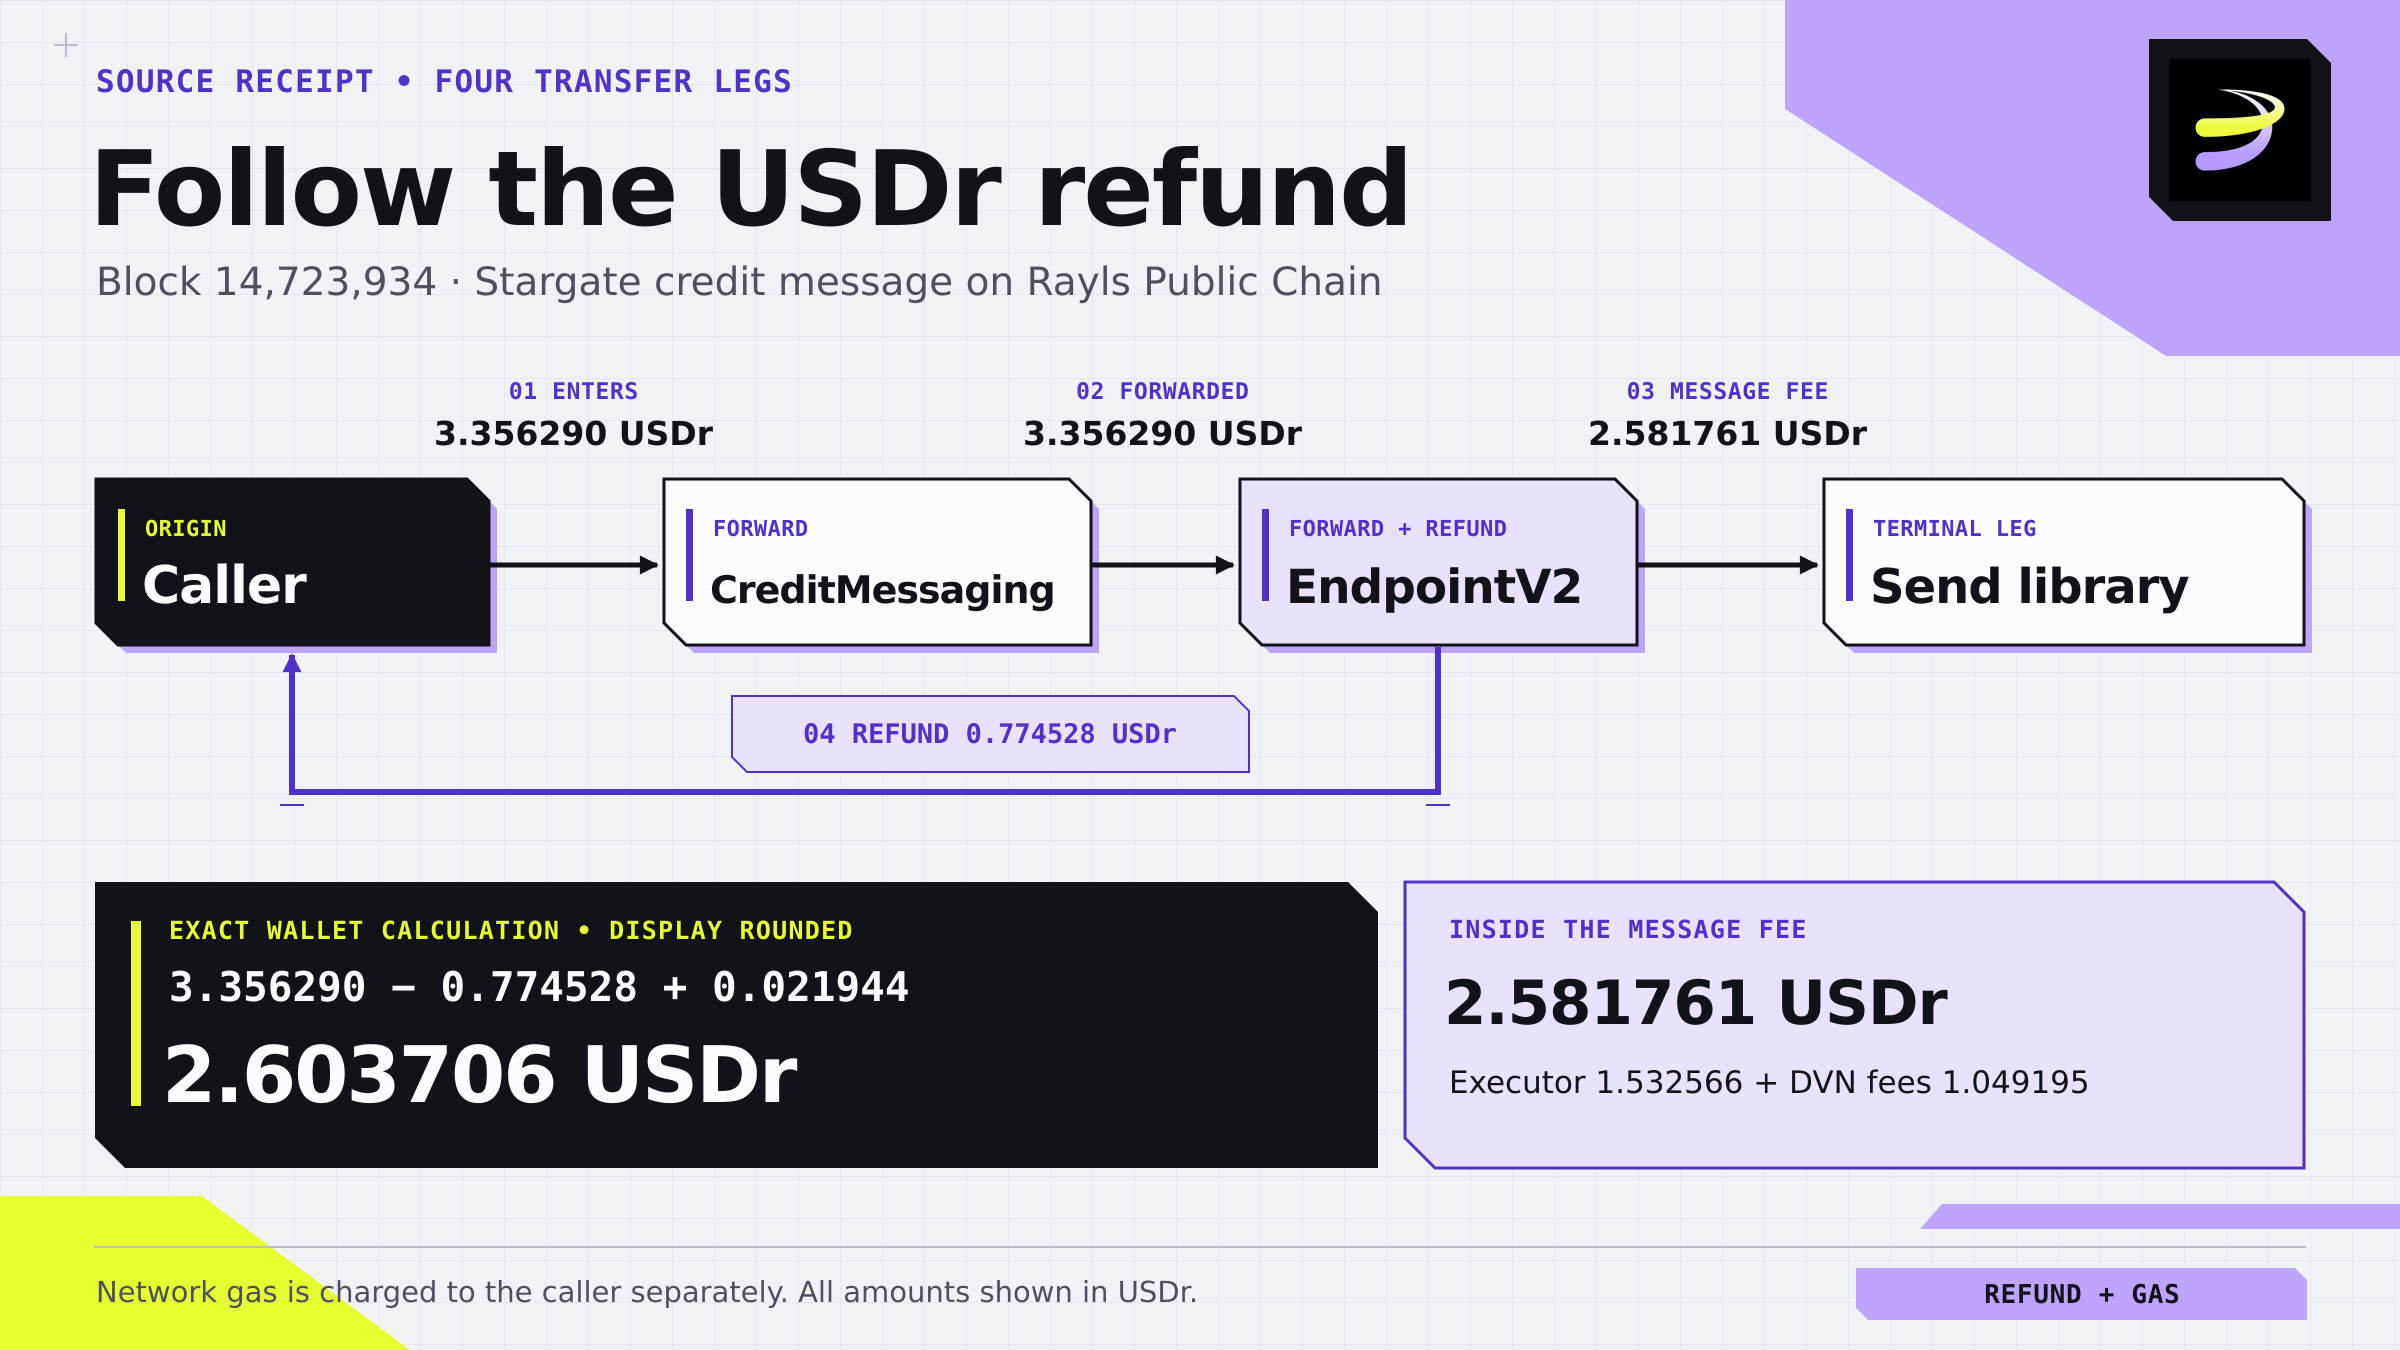 SOURCE RECEIPT • FOUR TRANSFER LEGS
Follow the USDr refund
Block 14,723,934 · Stargate credit message on Rayls Public Chain
01 ENTERS
3.356290 USDr
02 FORWARDED
3.356290 USDr
03 MESSAGE FEE
2.581761 USDr
ORIGIN
Caller
FORWARD
CreditMessaging
FORWARD + REFUND
EndpointV2
TERMINAL LEG
Send library
04 REFUND 0.774528 USDr
EXACT WALLET CALCULATION • DISPLAY ROUNDED
3.356290 − 0.774528 + 0.021944
2.603706 USDr
INSIDE THE MESSAGE FEE
2.581761 USDr
Executor 1.532566 + DVN fees 1.049195
Network gas is charged to the caller separately. All amounts shown in USDr.
REFUND + GAS